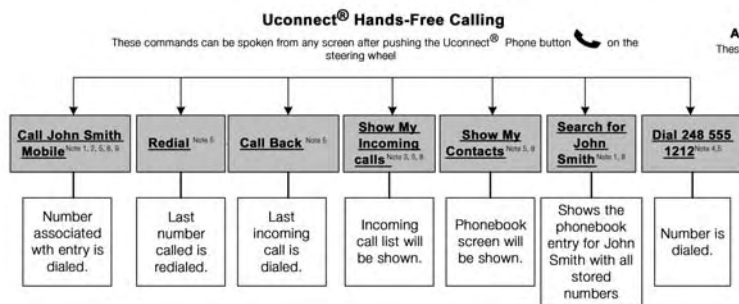 Uconnect® Hands-Free Calling
These commands can be spoken from any screen after pushing the Uconnect® Phone button on the
steering wheel
A
Thes
Call John Smith
Mobile Note 1, 2, 5, 8, 9
Redial Note 5
Call Back Note 5
Show My
Incoming
calls Note 3, 5, 8
Show My
Contacts Note 5, 8
Search for
John
Smith Note 1, 8
Dial 248 555
1212 Note 4,5
Number
associated
wth entry is
dialed.
Last
number
called is
redialed.
Last
incoming
call is
dialed.
Incoming
call list will
be shown.
Phonebook
screen will
be shown.
Shows the
phonebook
entry for John
Smith with all
stored
numbers
Number is
dialed.